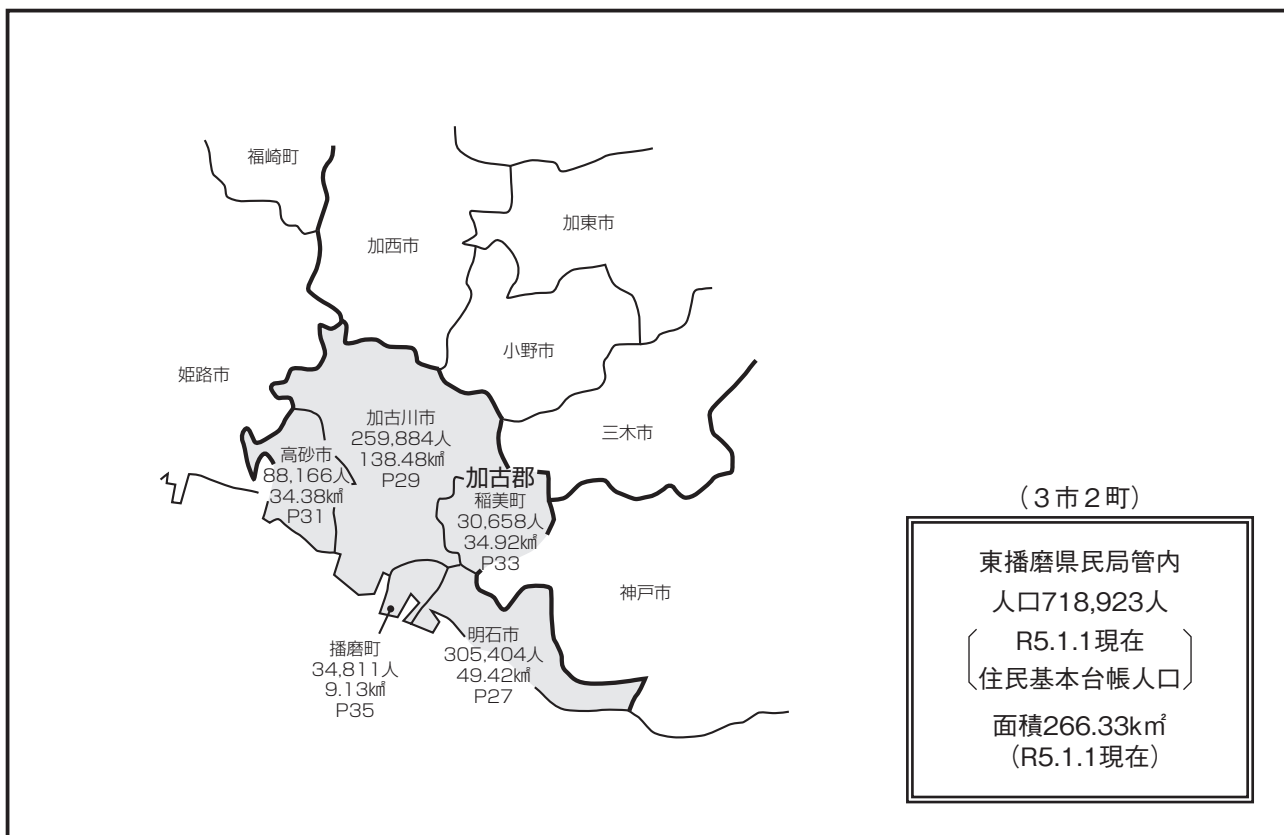 福崎町
加西市
加東市
小野市
姫路市
三木市
加古川市
259,884人
138.48k㎡
P29
高砂市
88,166人
34.38k㎡
P31
加古郡
稲美町
30,658人
34.92k㎡
P33
神戸市
播磨町
34,811人
9.13k㎡
P35
明石市
305,404人
49.42k㎡
P27
（3市2町）
東播磨県民局管内
人口718,923人
R5.1.1現在
住民基本台帳人口
面積266.33k㎡
（R5.1.1現在）